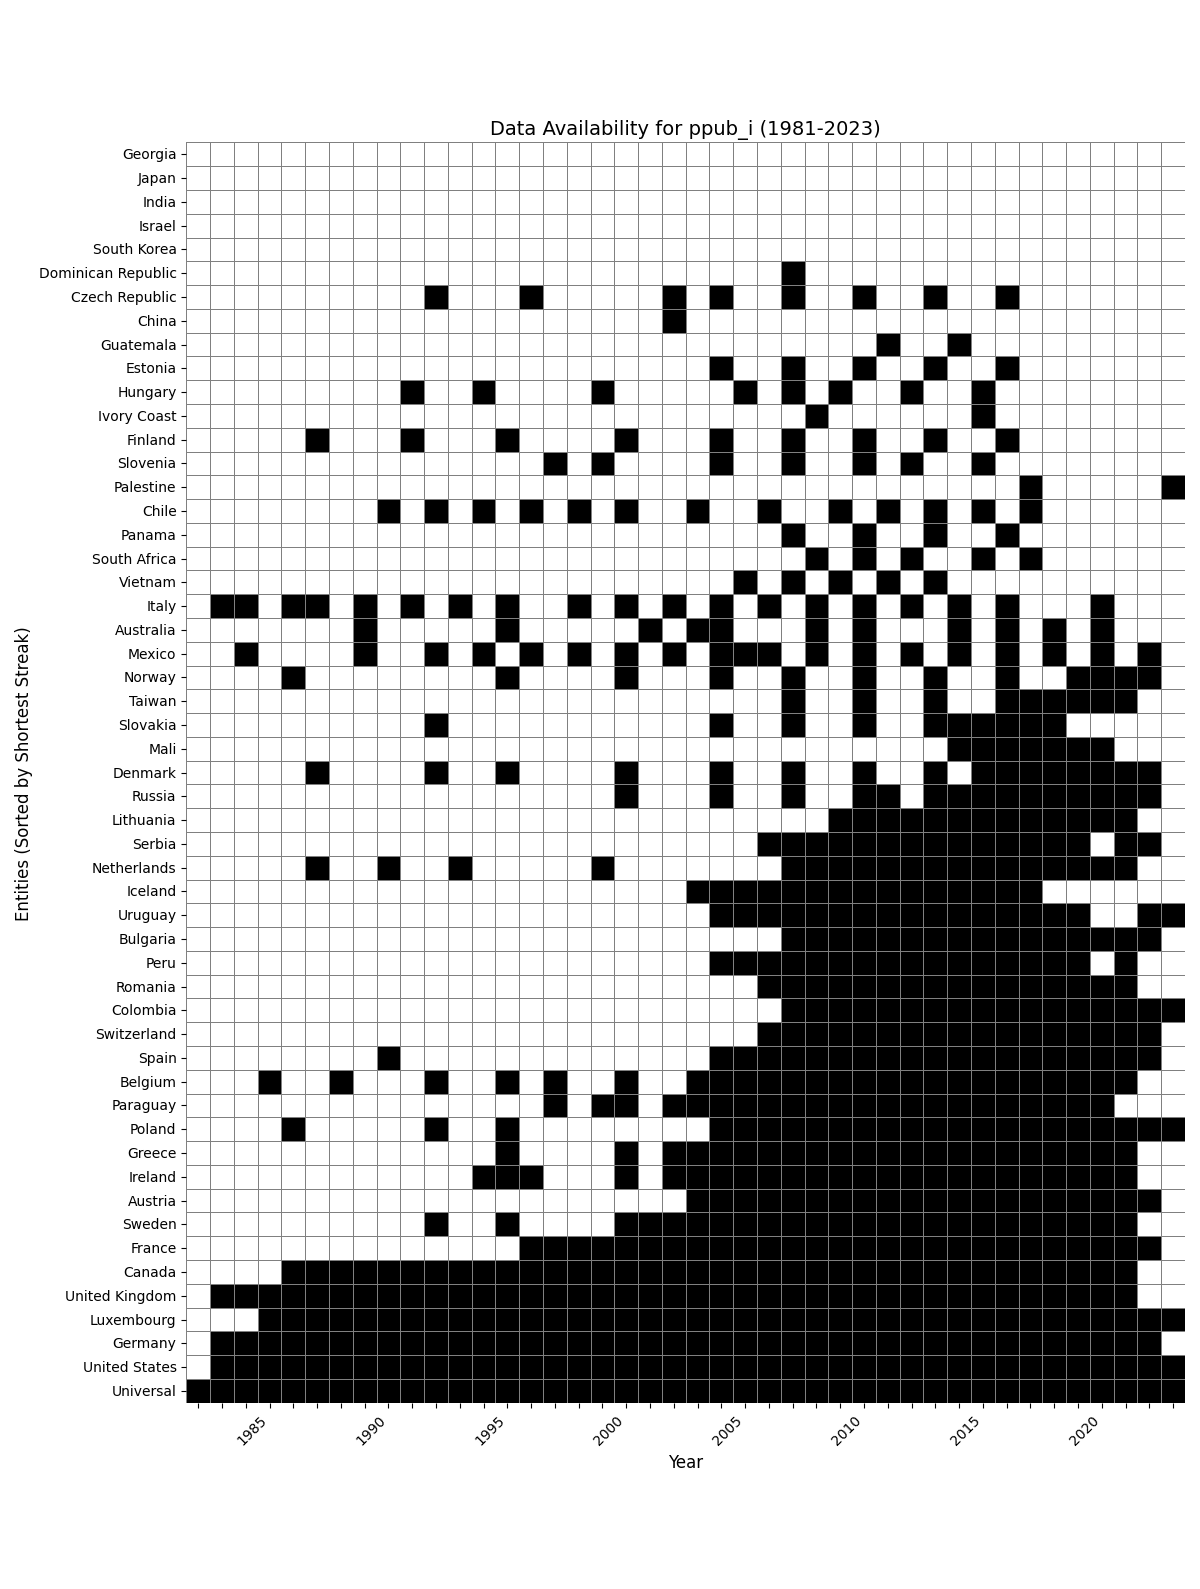 Data Availability for ppub_i (1981-2023)
Georgia
Japan
India
Israel
South Korea
Dominican Republic
Czech Republic
China
Guatemala
Estonia
Hungary
Ivory Coast
Finland
Slovenia
Palestine
Chile
Panama
South Africa
Vietnam
Italy
Australia
Mexico
Norway
Taiwan
Slovakia
Mali
Denmark
Russia
Lithuania
Serbia
Netherlands
Iceland
Uruguay
Bulgaria
Peru
Romania
Colombia
Switzerland
Spain
Belgium
Paraguay
Poland
Greece
Ireland
Austria
Sweden
France
Canada
United Kingdom
Luxembourg
Germany
United States
Universal
Entities (Sorted by Shortest Streak)
1985 1990 1995 2000 2005 2010 2015 2020
Year